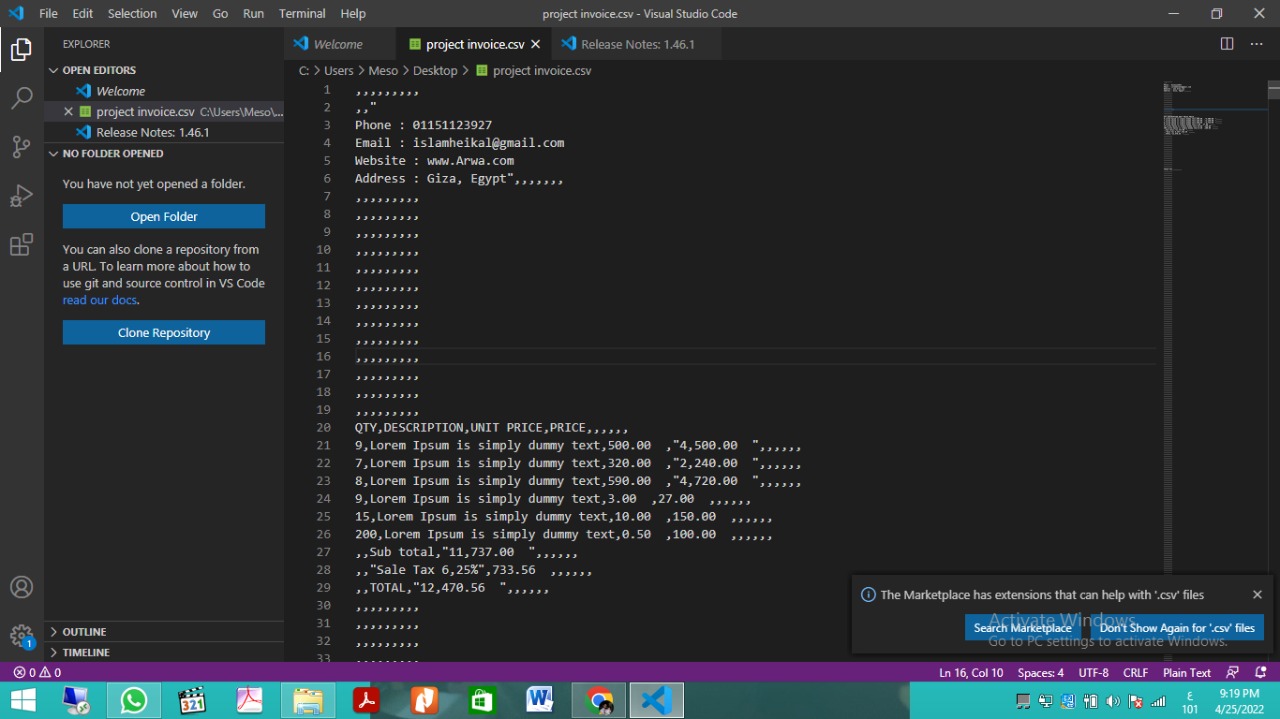 File Edit Selection View Go Run Terminal Help project invoice.csv - Visual Studio Code
EXPLORER
Welcome project invoice.csv Release Notes: 1.46.1
OPEN EDITORS
C: > Users > Meso > Desktop > project invoice.csv
Welcome
project invoice.csv C:\Users\Meso\...
Release Notes: 1.46.1
NO FOLDER OPENED
You have not yet opened a folder.
Open Folder
You can also clone a repository from
a URL. To learn more about how to
use git and source control in VS Code
read our docs.
Clone Repository
OUTLINE
TIMELINE
1 ,,,,,,,,,
2 ,,"
3 Phone : 01151123927
4 Email : islamheikal@gmail.com
5 Website : www.Arwa.com
6 Address : Giza, Egypt",,,,,,,
7 ,,,,,,,,,
8 ,,,,,,,,,
9 ,,,,,,,,,
10 ,,,,,,,,,
11 ,,,,,,,,,
12 ,,,,,,,,,
13 ,,,,,,,,,
14 ,,,,,,,,,
15 ,,,,,,,,,
16 ,,,,,,,,,
17 ,,,,,,,,,
18 ,,,,,,,,,
19 ,,,,,,,,,
20 QTY,DESCRIPTION,UNIT PRICE,PRICE,,,,,,
21 9,Lorem Ipsum is simply dummy text,500.00  ,"4,500.00  ",,,,,,
22 7,Lorem Ipsum is simply dummy text,320.00  ,"2,240.00  ",,,,,,
23 8,Lorem Ipsum is simply dummy text,590.00  ,"4,720.00  ",,,,,,
24 9,Lorem Ipsum is simply dummy text,3.00  ,27.00  ,,,,,,
25 15,Lorem Ipsum is simply dummy text,10.00  ,150.00  ,,,,,,
26 200,Lorem Ipsum is simply dummy text,0.50  ,100.00  ,,,,,,
27 ,,Sub total,"11,737.00  ",,,,,,
28 ,,"Sale Tax 6,25%",733.56  ,,,,,,
29 ,,TOTAL,"12,470.56  ",,,,,,
30 ,,,,,,,,,
31 ,,,,,,,,,
32 ,,,,,,,,,
33 ,,,,,,,,,
The Marketplace has extensions that can help with '.csv' files
Search Marketplace Don't Show Again for '.csv' files
Activate Windows
Go to PC settings to activate Windows.
1
0 0 Ln 16, Col 10 Spaces: 4 UTF-8 CRLF Plain Text
321 W ع 9:19 PM
101 4/25/2022